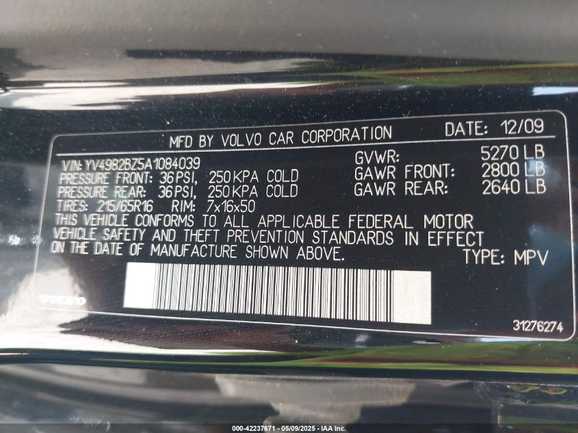 MFD BY VOLVO CAR CORPORATION DATE: 12/09
VIN: YV4982BZ5A1084039 GVWR: 5270 LB
PRESSURE FRONT: 36 PSI, 250 KPA COLD GAWR FRONT: 2800 LB
PRESSURE REAR: 36 PSI, 250 KPA COLD GAWR REAR: 2640 LB
TIRES: 215/65R16 RIM: 7x16x50
THIS VEHICLE CONFORMS TO ALL APPLICABLE FEDERAL MOTOR
VEHICLE SAFETY AND THEFT PREVENTION STANDARDS IN EFFECT
ON THE DATE OF MANUFACTURE SHOWN ABOVE. TYPE: MPV
VOLVO
31276274
000-42237671 - 05/09/2025 - IAAI.COM